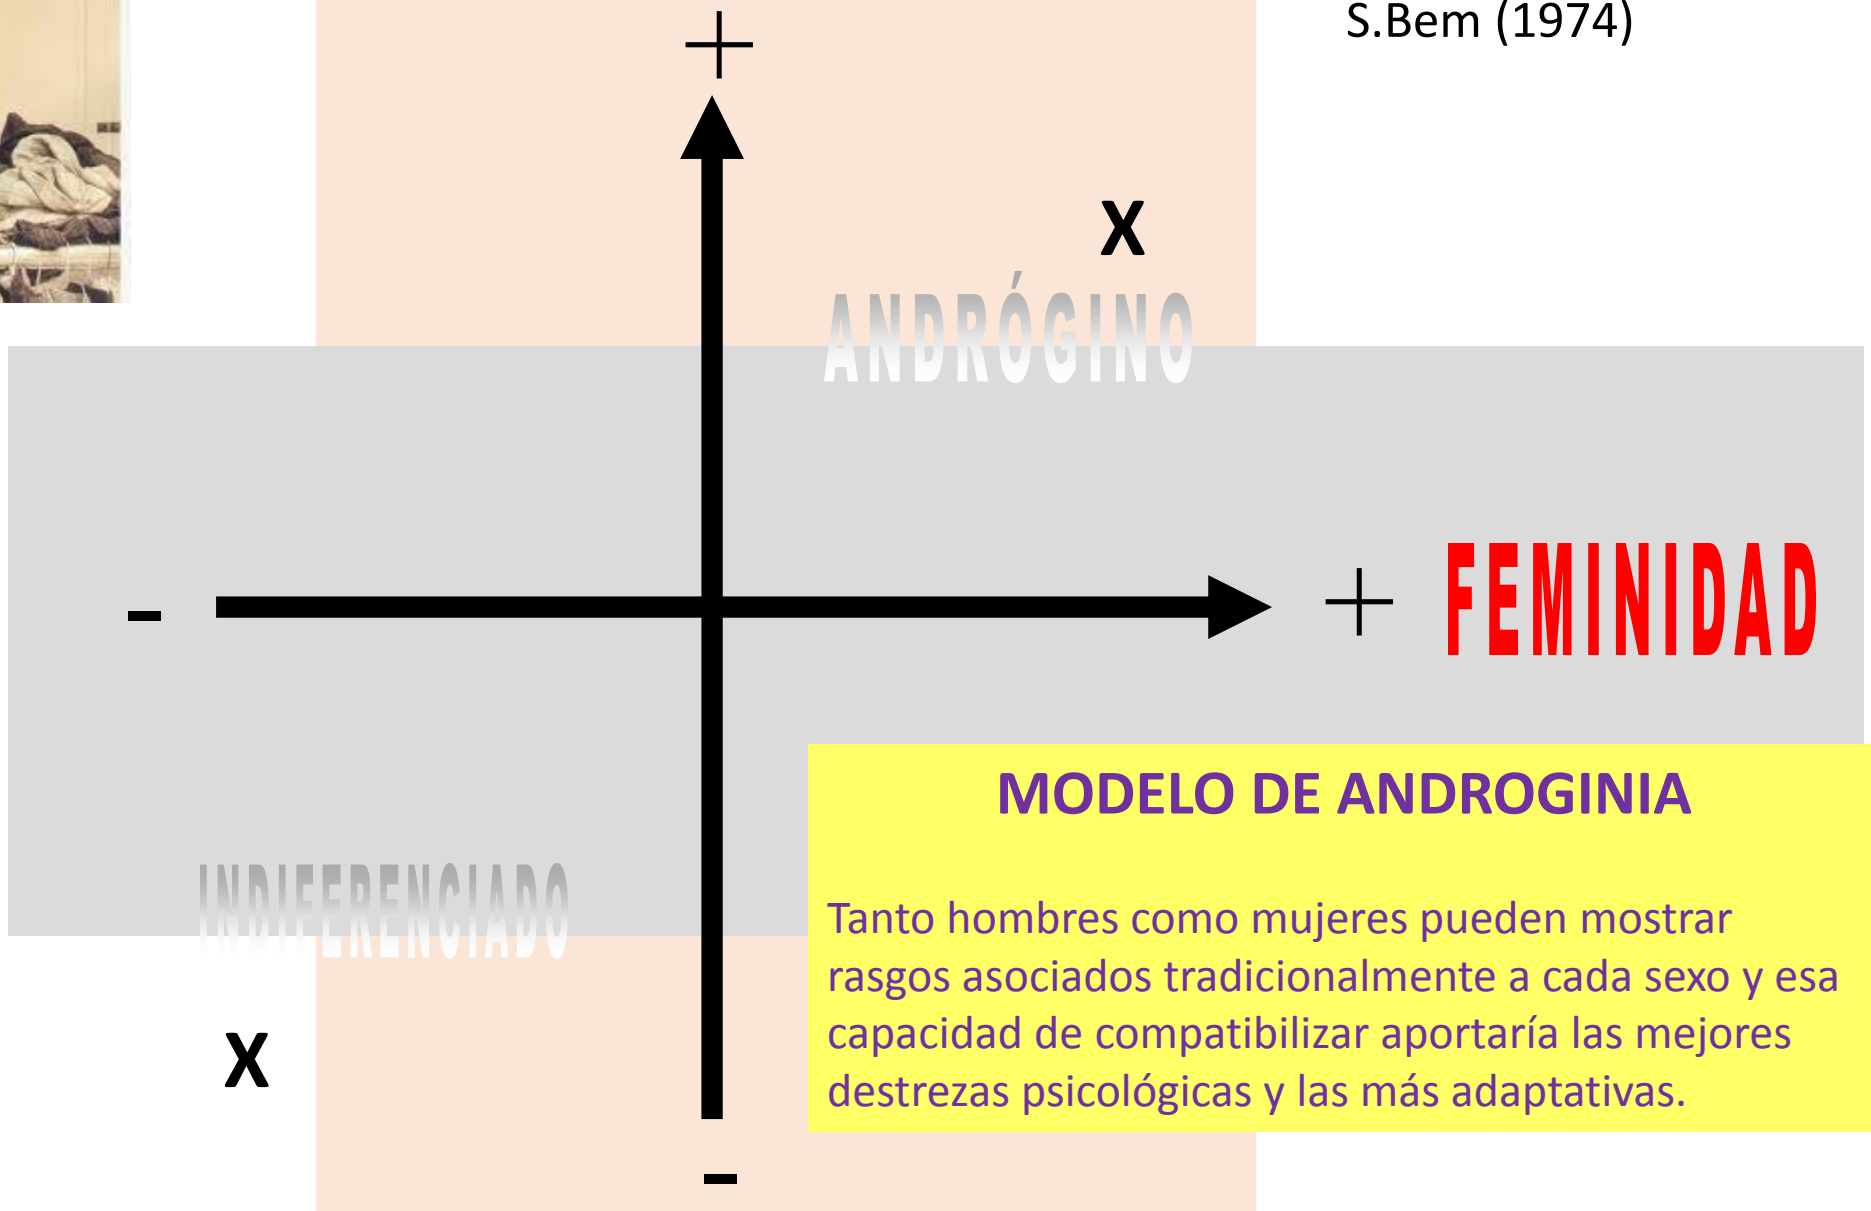 S.Bem (1974)
+
X
ANDRÓGINO
-
+ FEMINIDAD
MODELO DE ANDROGINIA
INDIFERENCIADO
Tanto hombres como mujeres pueden mostrar
rasgos asociados tradicionalmente a cada sexo y esa
capacidad de compatibilizar aportaría las mejores
destrezas psicológicas y las más adaptativas.
X
-